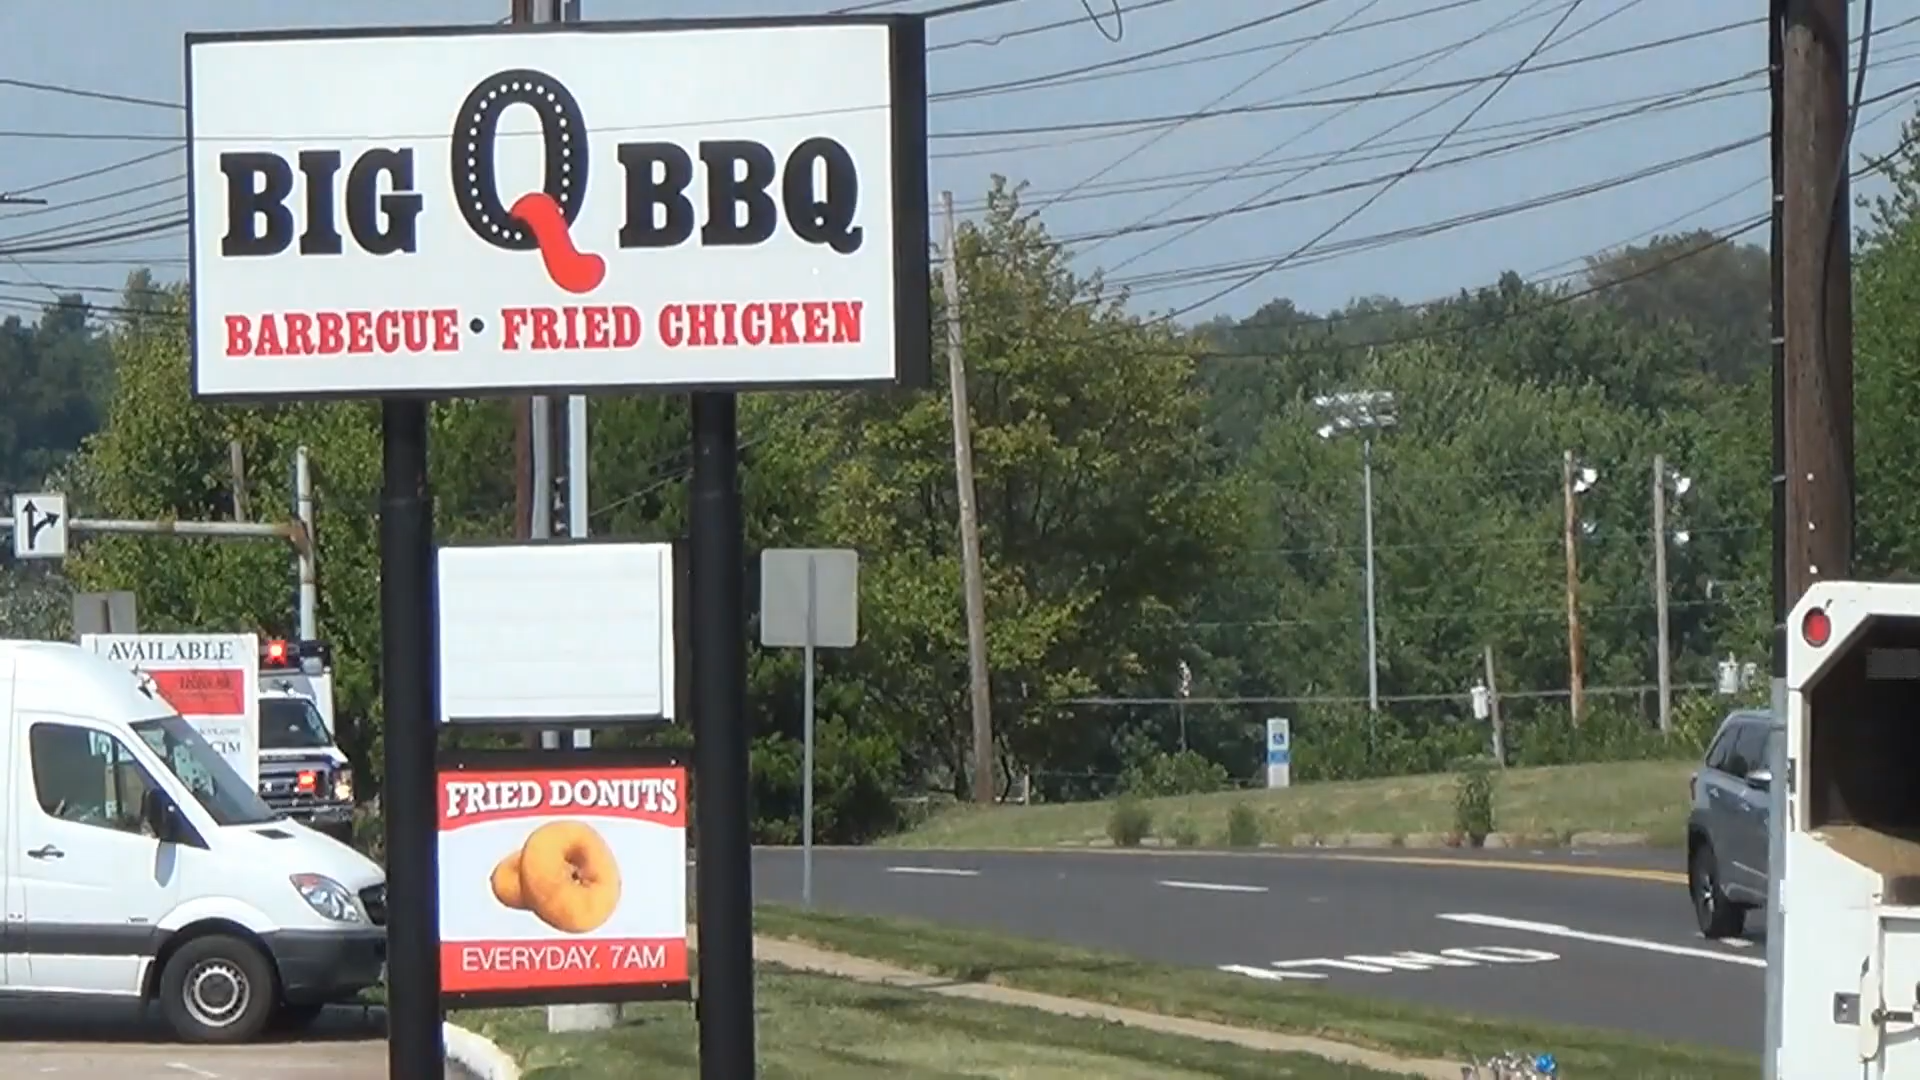 BIG Q BBQ
BARBECUE • FRIED CHICKEN
AVAILABLE
FRIED DONUTS
EVERYDAY. 7AM
ONLY